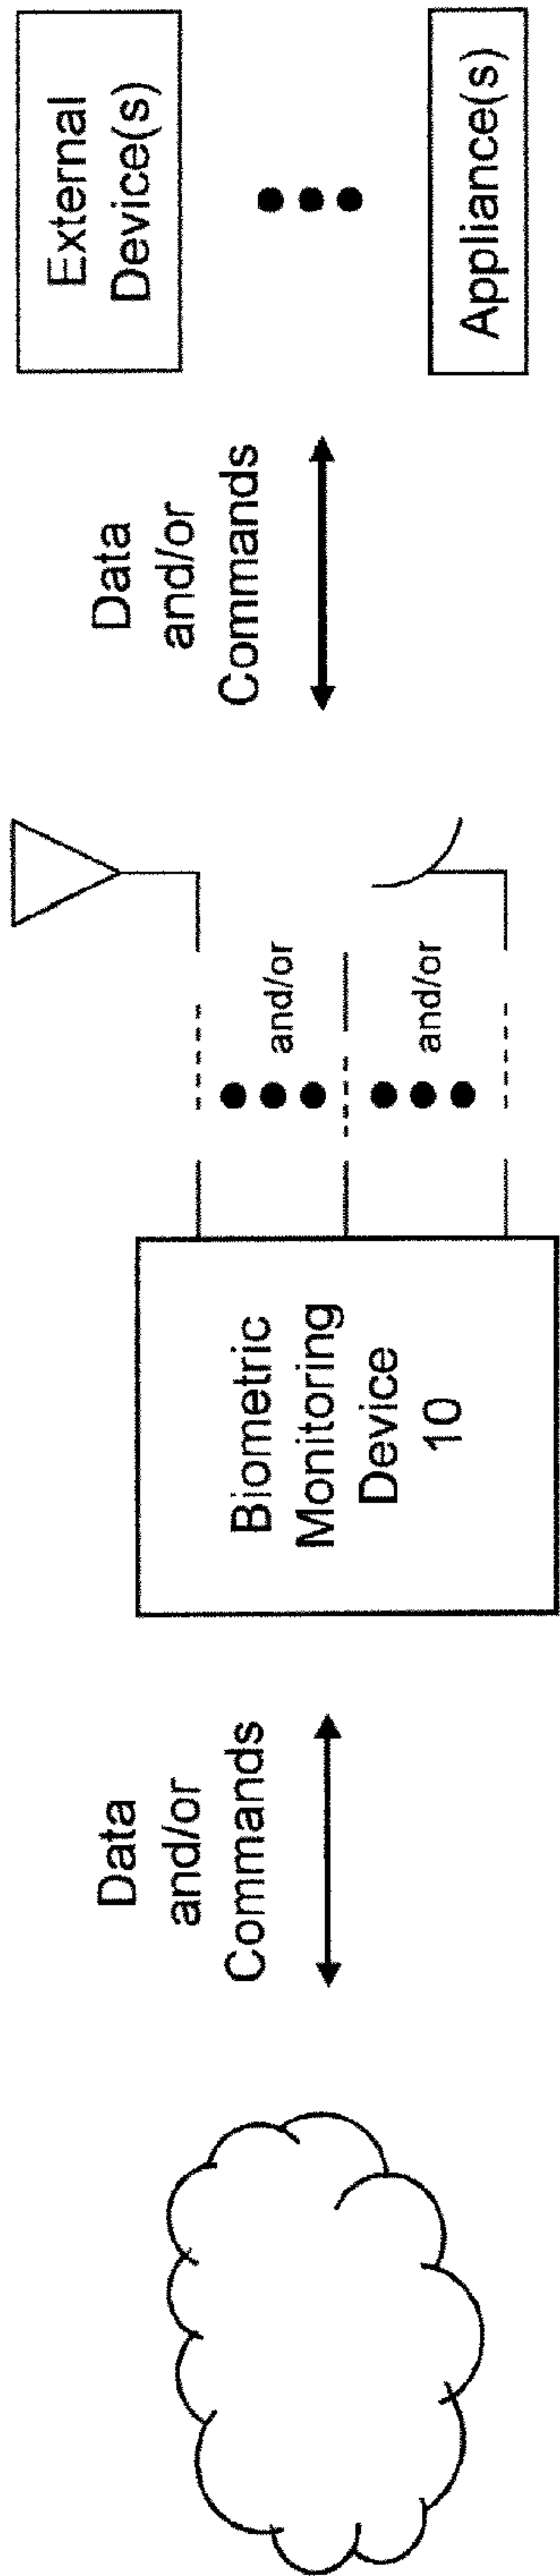 Data
and/or
Commands
Biometric
Monitoring
Device
10
and/or
and/or
Data
and/or
Commands
External
Device(s)
Appliance(s)